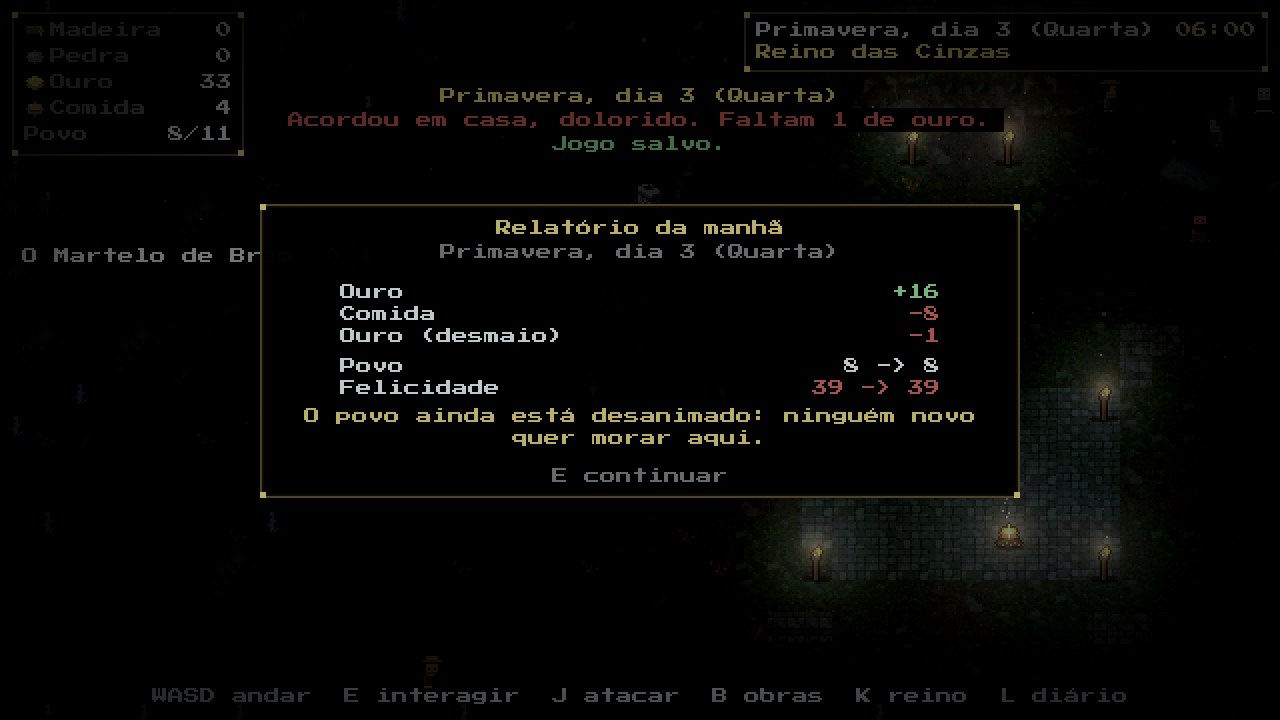 Madeira 0
Pedra 0
Ouro 33
Comida 4
Povo 8/11
Primavera, dia 3 (Quarta) 06:00
Reino das Cinzas
Primavera, dia 3 (Quarta)
Acordou em casa, dolorido. Faltam 1 de ouro.
Jogo salvo.
O Martelo de Br
Relatório da manhã
Primavera, dia 3 (Quarta)
Ouro +16
Comida -8
Ouro (desmaio) -1
Povo 8 -> 8
Felicidade 39 -> 39
O povo ainda está desanimado: ninguém novo
quer morar aqui.
E continuar
WASD andar E interagir J atacar B obras K reino L diário